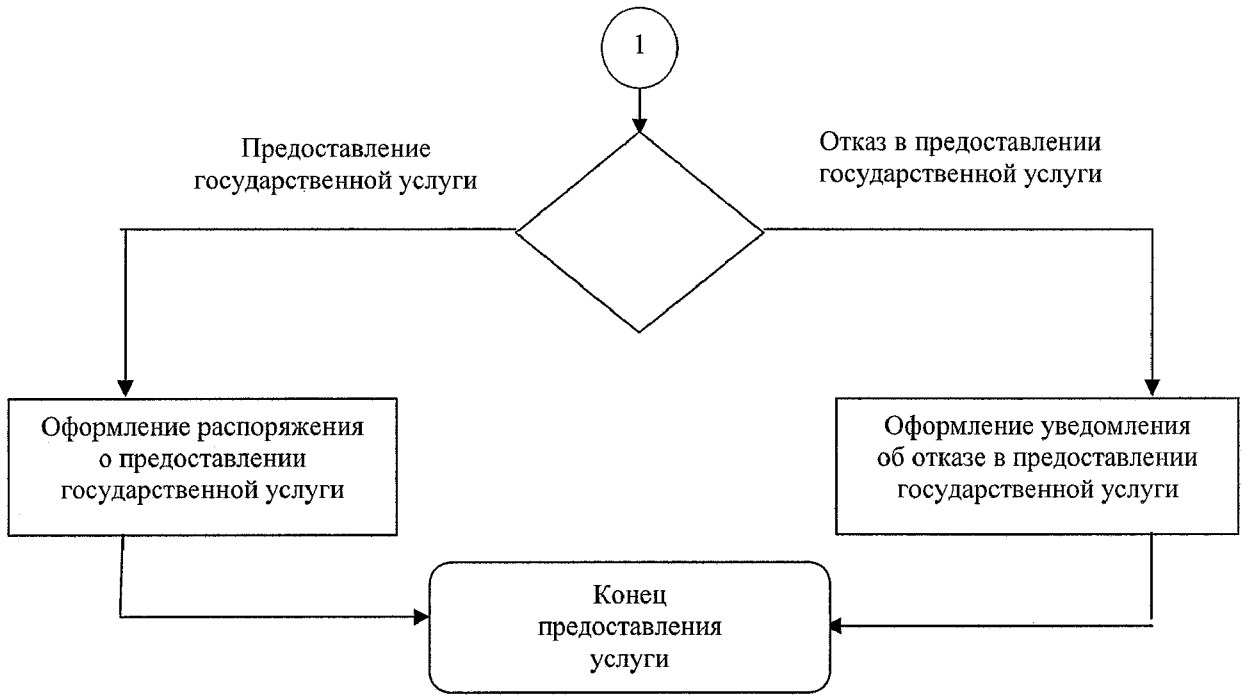 1
Предоставление
государственной услуги
Отказ в предоставлении
государственной услуги
Оформление распоряжения
о предоставлении
государственной услуги
Оформление уведомления
об отказе в предоставлении
государственной услуги
Конец
предоставления
услуги